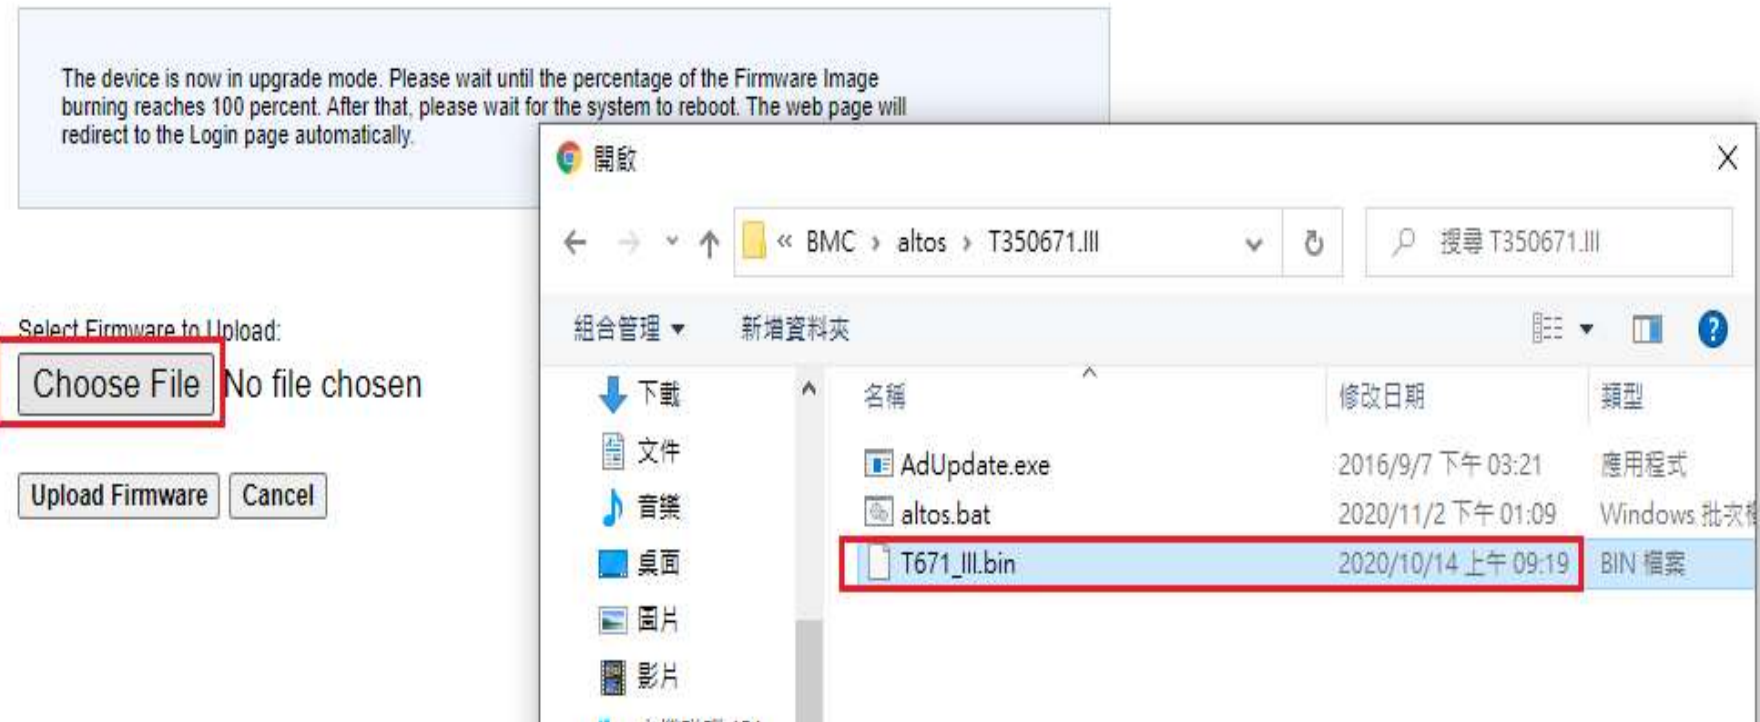 The device is now in upgrade mode. Please wait until the percentage of the Firmware Image
burning reaches 100 percent. After that, please wait for the system to reboot. The web page will
redirect to the Login page automatically.
Select Firmware to Upload:
Choose File No file chosen
Upload Firmware Cancel
開啟
« BMC › altos › T350671.III
搜尋 T350671.III
組合管理 新增資料夾
下載
文件
音樂
桌面
圖片
影片
名稱 修改日期 類型
AdUpdate.exe 2016/9/7 下午 03:21 應用程式
altos.bat 2020/11/2 下午 01:09 Windows 批次
T671_III.bin 2020/10/14 上午 09:19 BIN 檔案